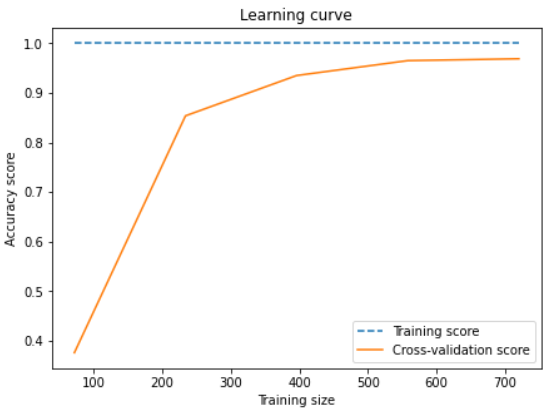 Learning curve
1.0
0.9
0.8
0.7
0.6
0.5
0.4
Accuracy score
Training score
Cross-validation score
100 200 300 400 500 600 700
Training size